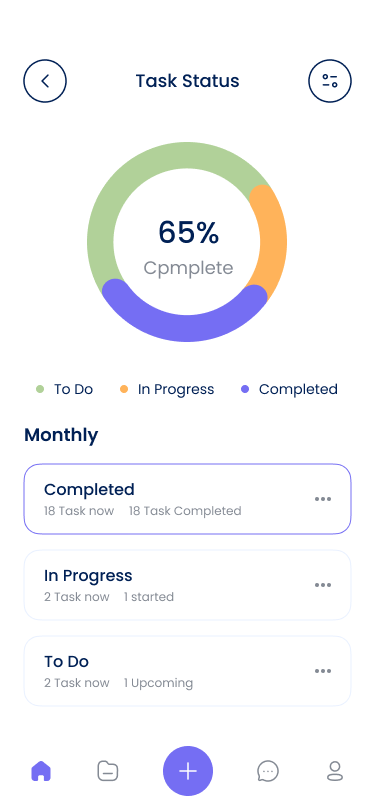 Task Status
65%
Cpmplete
To Do In Progress Completed
Monthly
Completed
18 Task now 18 Task Completed
In Progress
2 Task now 1 started
To Do
2 Task now 1 Upcoming